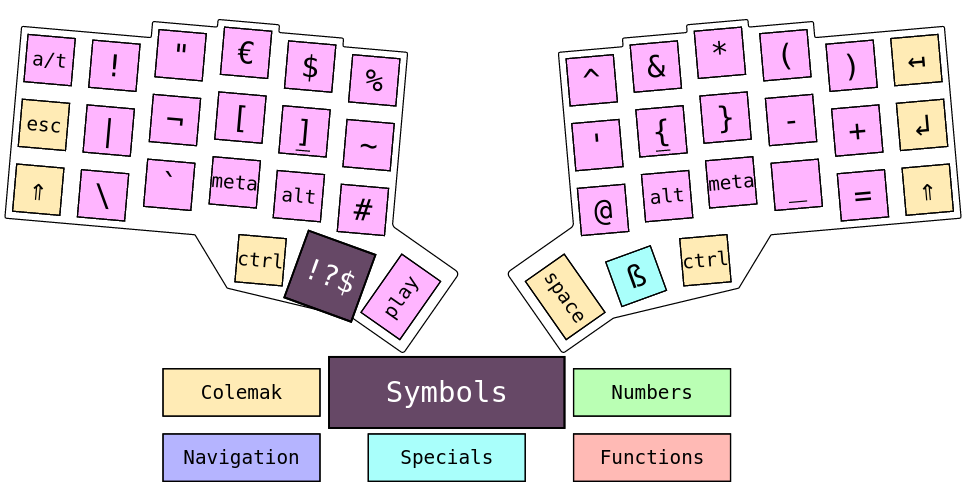 a/t ! " € $ % ^ & * ( ) ↤
esc | ¬ [ ] ~ ' { } - + ↲
⇑ \ ` meta alt # @ alt meta _ = ⇑
ctrl !?$ play space ß ctrl
Colemak Symbols Numbers
Navigation Specials Functions